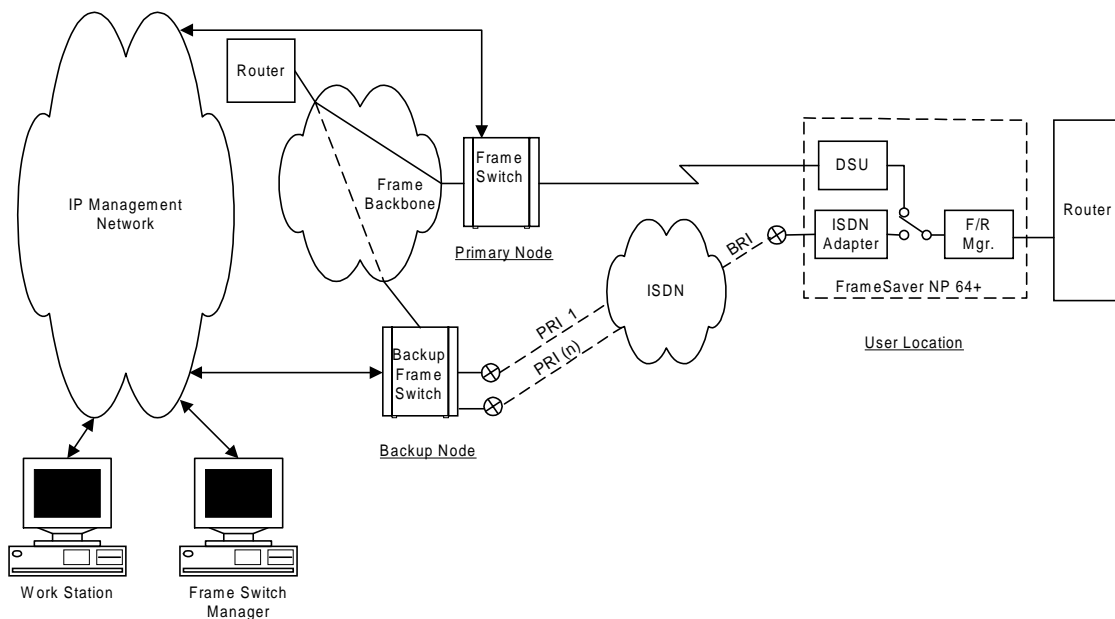 Router
Frame
Switch
DSU
Frame
Backbone
IP Management
Network
Router
ISDN
Adapter
F/R
Mgr.
Primary Node
BRI
FrameSaver NP 64+
ISDN
PRI 1
User Location
PRI (n)
Backup
Frame
Switch
Backup Node
Work Station
Frame Switch
Manager